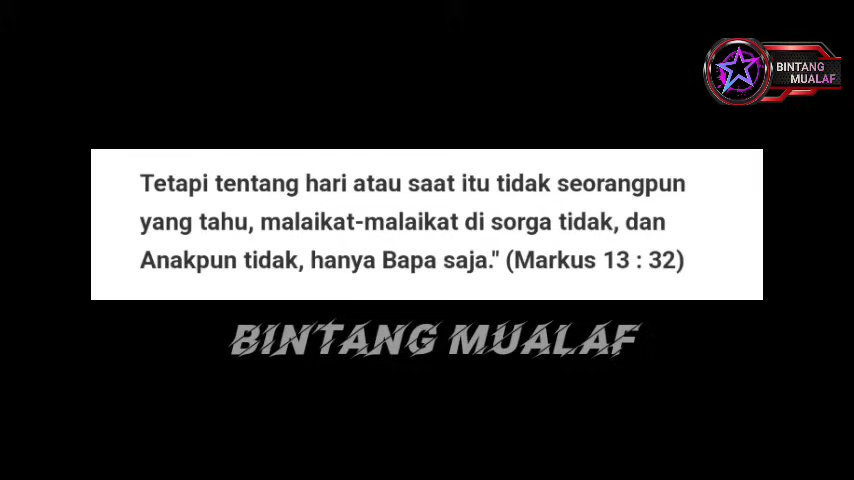 BINTANG
MUALAF
Tetapi tentang hari atau saat itu tidak seorangpun
yang tahu, malaikat-malaikat di sorga tidak, dan
Anakpun tidak, hanya Bapa saja." (Markus 13 : 32)
BINTANG MUALAF